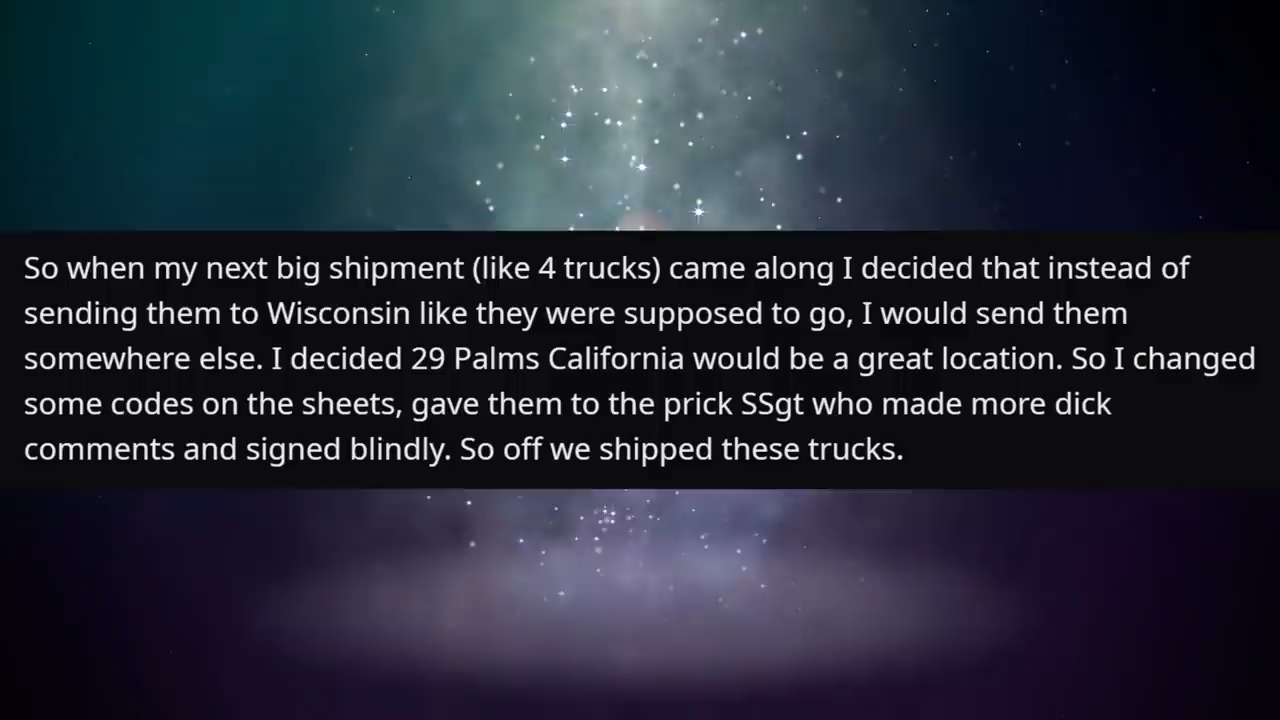 So when my next big shipment (like 4 trucks) came along I decided that instead of
sending them to Wisconsin like they were supposed to go, I would send them
somewhere else. I decided 29 Palms California would be a great location. So I changed
some codes on the sheets, gave them to the prick SSgt who made more dick
comments and signed blindly. So off we shipped these trucks.